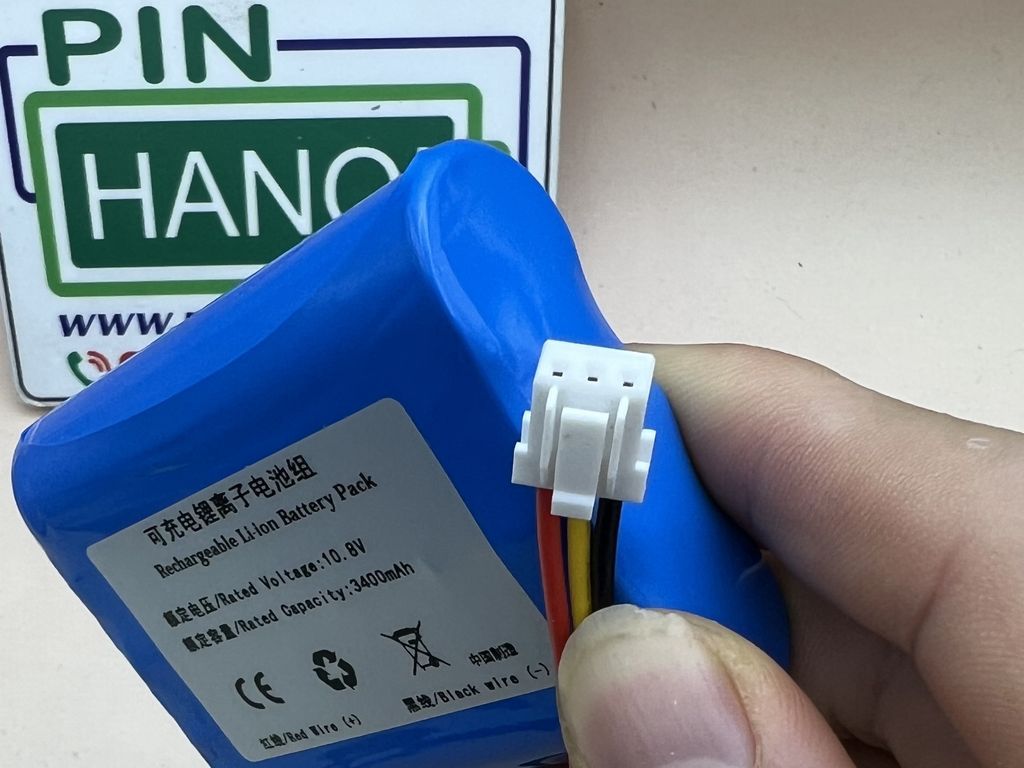 PIN
HANO
www.
可充电锂离子电池组
Rechargeable Li-ion Battery Pack
额定电压/Rated Voltage:10.8V
额定容量/Rated Capacity:3400mAh
CE
中国制造
红线/Red Wire (+)
黑线/Black wire (-)